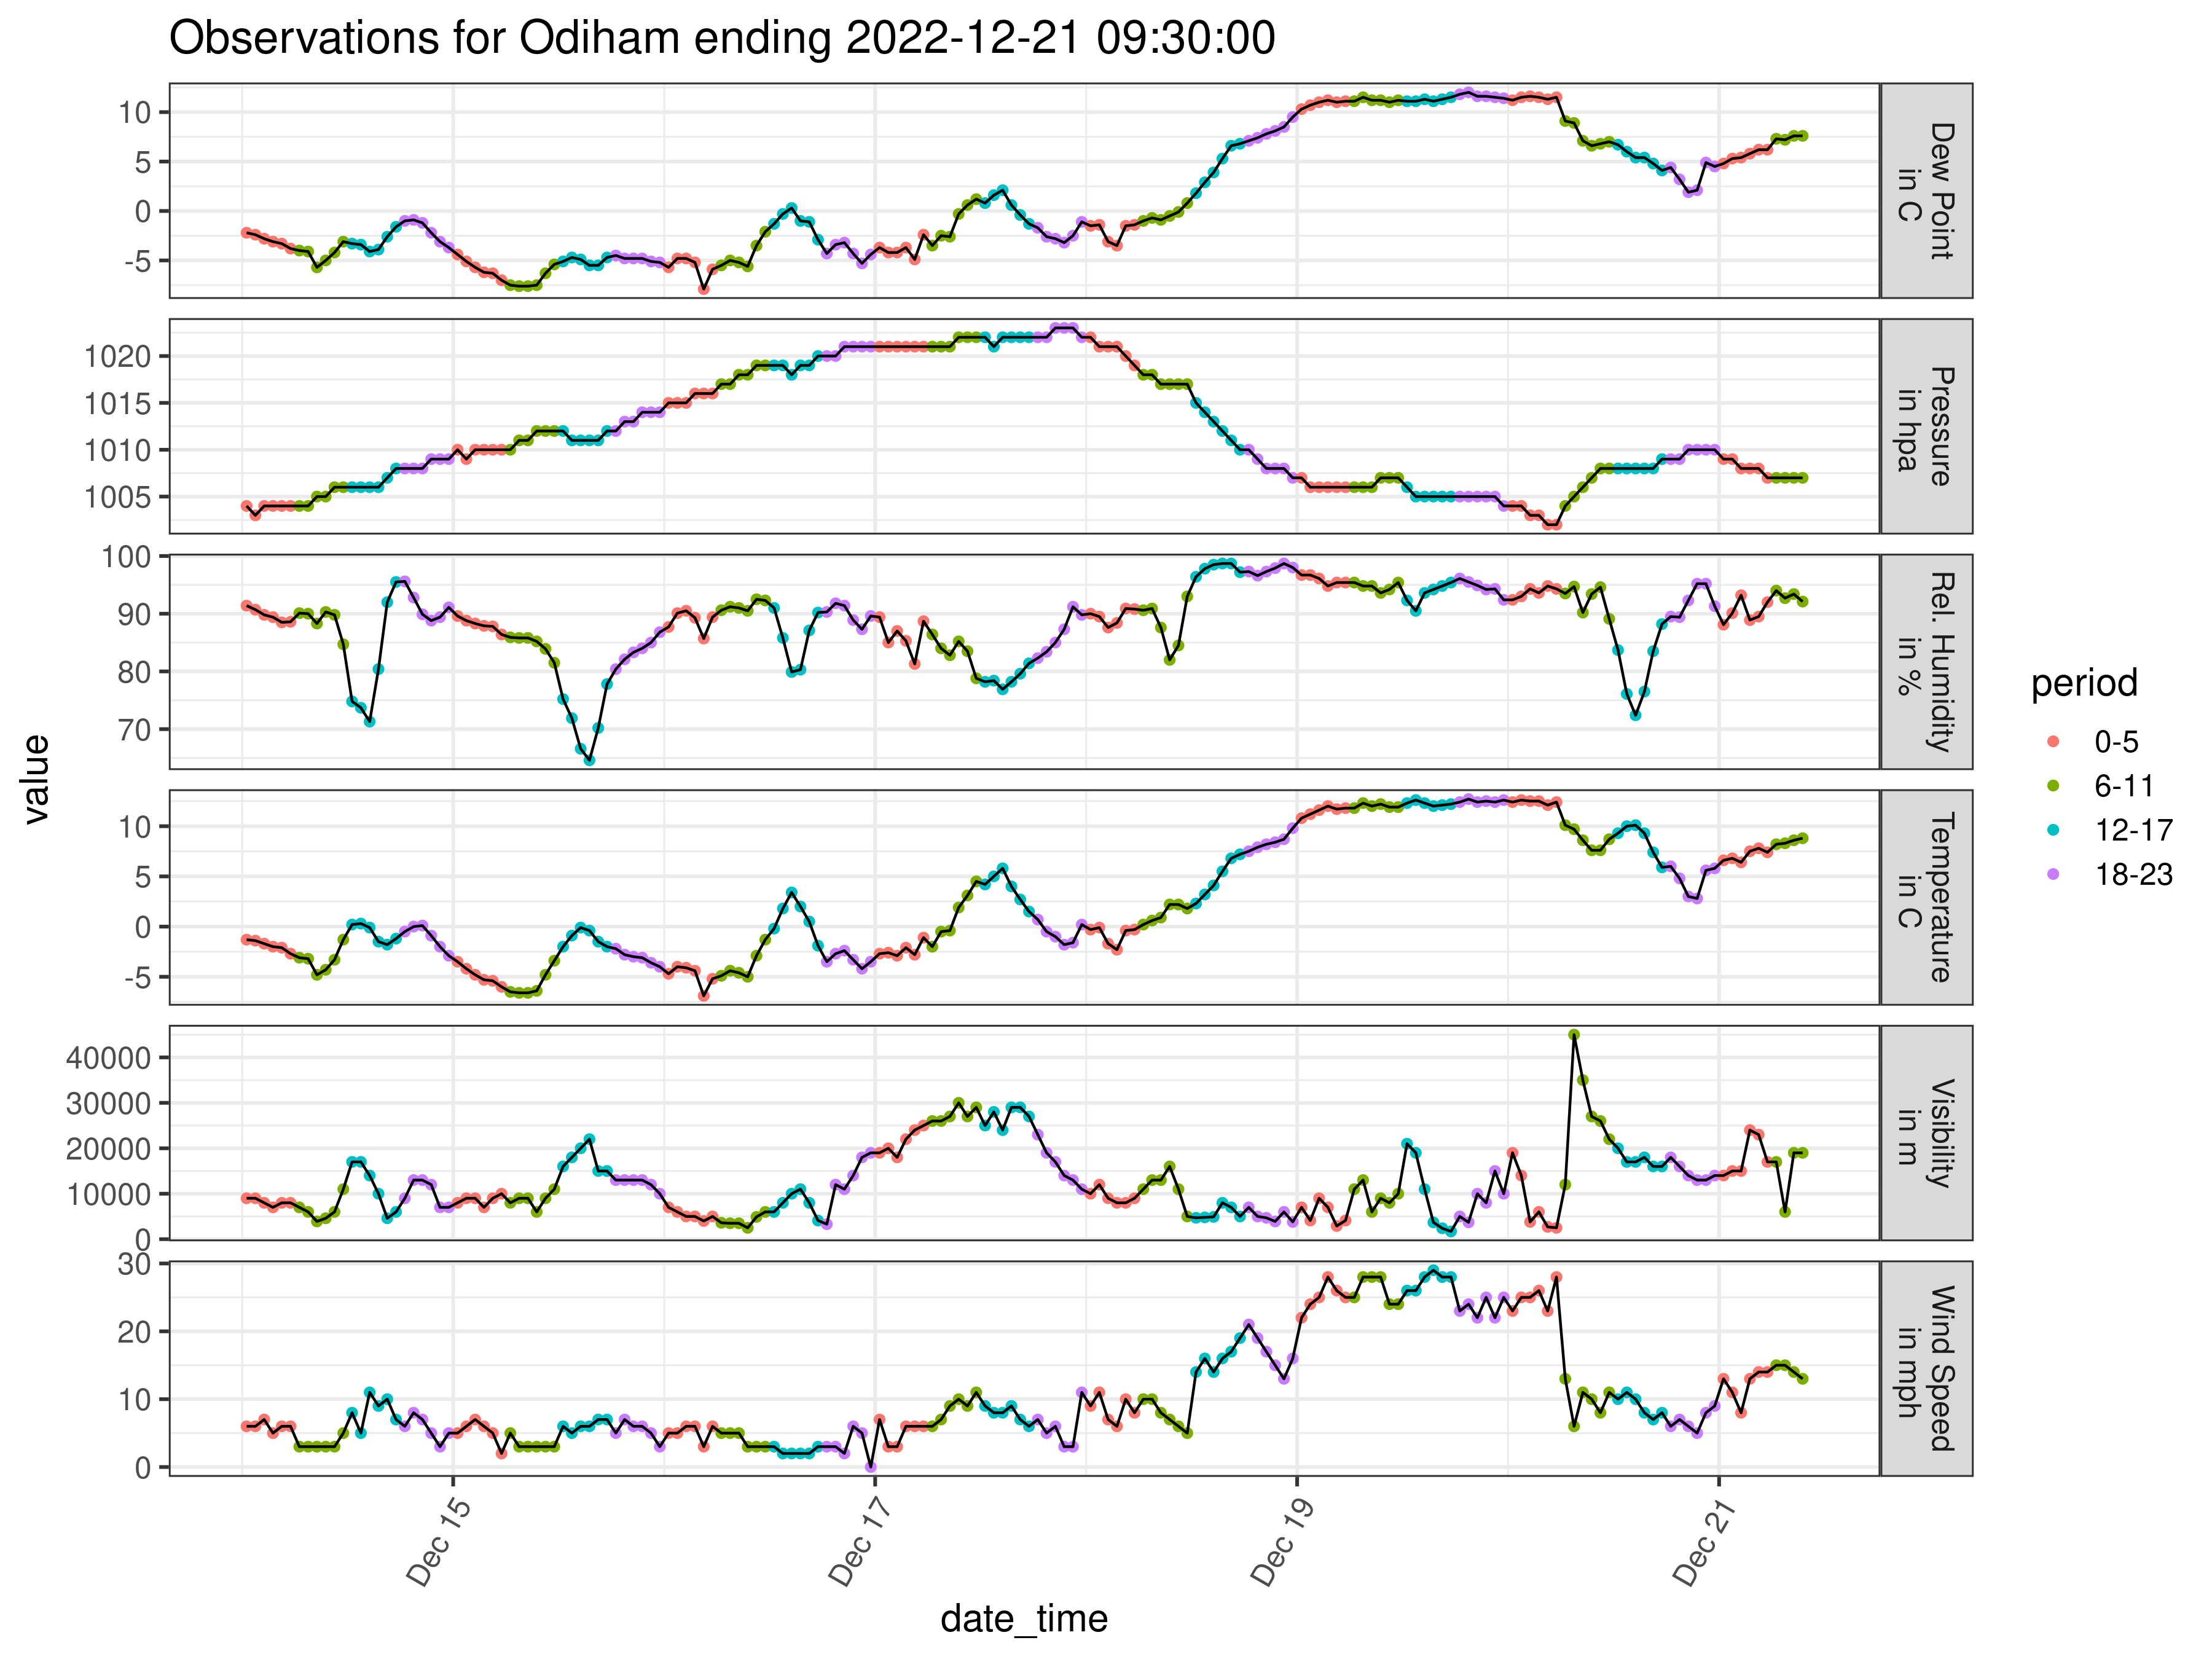 Observations for Odiham ending 2022-12-21 09:30:00
value
10
5
0
-5
Dew Point
in C
1020
1015
1010
1005
Pressure
in hpa
100
90
80
70
Rel. Humidity
in %
10
5
0
-5
Temperature
in C
40000
30000
20000
10000
0
Visibility
in m
30
20
10
0
Wind Speed
in mph
Dec 15
Dec 17
Dec 19
Dec 21
date_time
period
0-5
6-11
12-17
18-23